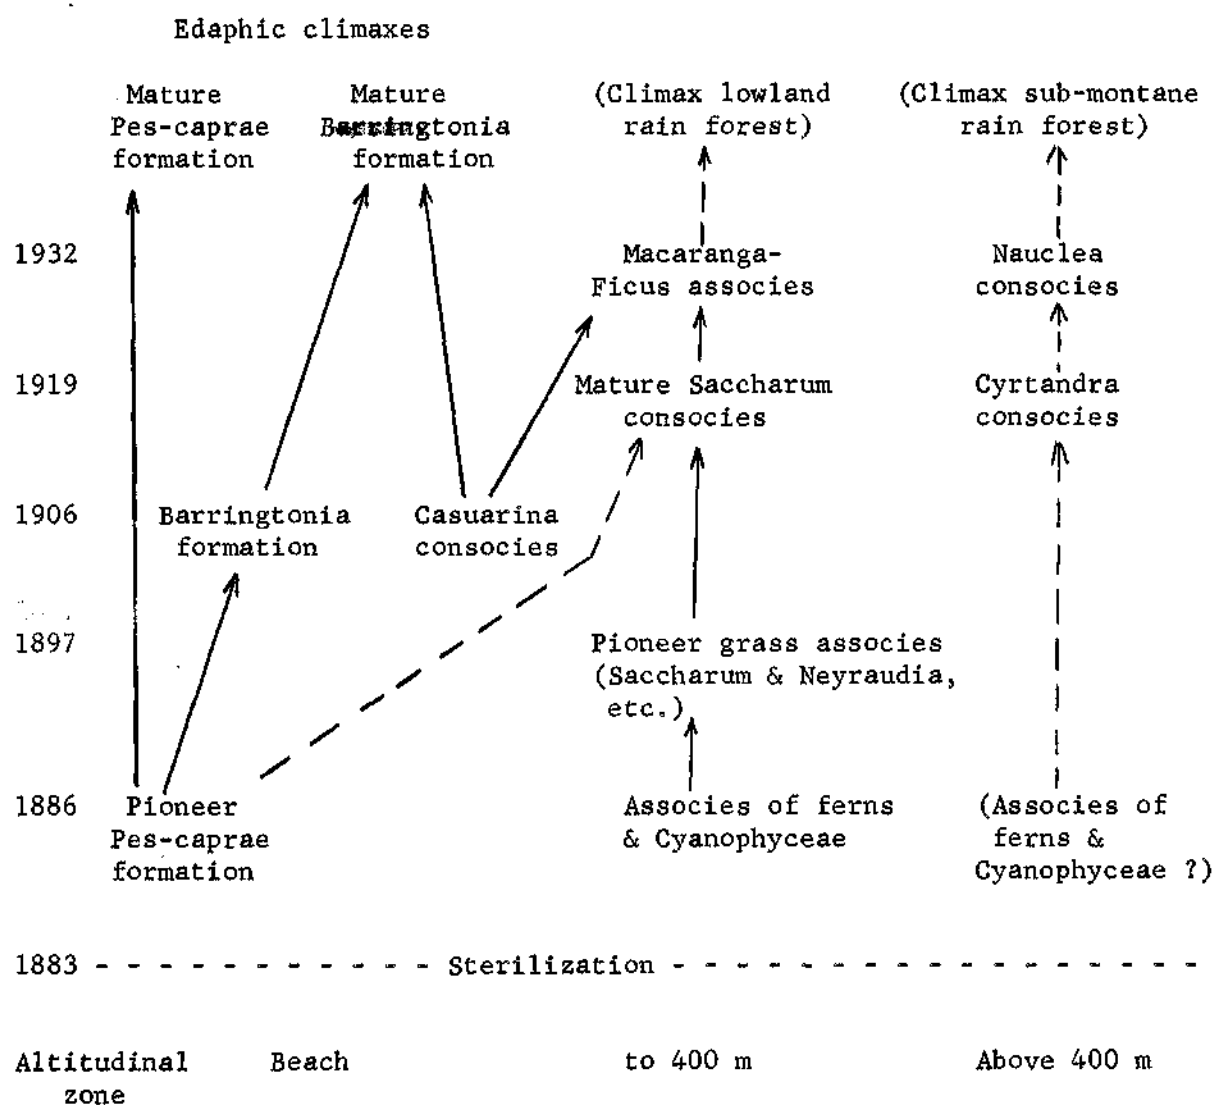 Edaphic climaxes
Mature Mature (Climax lowland (Climax sub-montane
Pes-caprae Barringtonia rain forest) rain forest)
formation formation
1932 Macaranga- Nauclea
Ficus associes consocies
1919 Mature Saccharum Cyrtandra
consocies consocies
1906 Barringtonia Casuarina
formation consocies
1897 Pioneer grass associes
(Saccharum & Neyraudia,
etc.)
1886 Pioneer Associes of ferns (Associes of
Pes-caprae & Cyanophyceae ferns &
formation Cyanophyceae ?)
1883 - - - - - - - - - - - Sterilization - - - - - - - - - - - - - - - - -
Altitudinal Beach to 400 m Above 400 m
zone